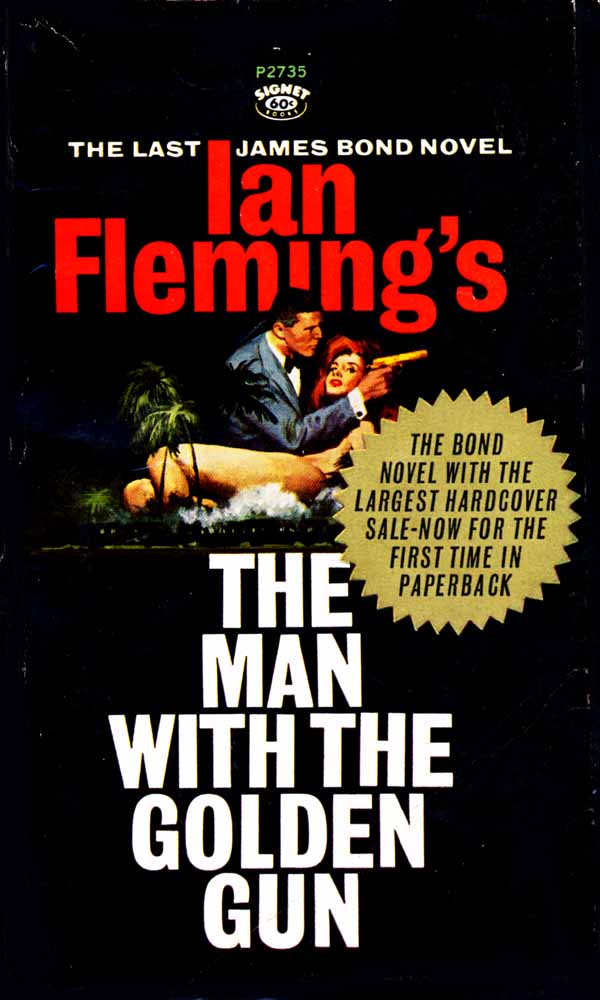 P2735
SIGNET
60¢
BOOKS
THE LAST JAMES BOND NOVEL
Ian
Fleming's
THE BOND
NOVEL WITH THE
LARGEST HARDCOVER
SALE-NOW FOR THE
FIRST TIME IN
PAPERBACK
THE
MAN
WITH THE
GOLDEN
GUN